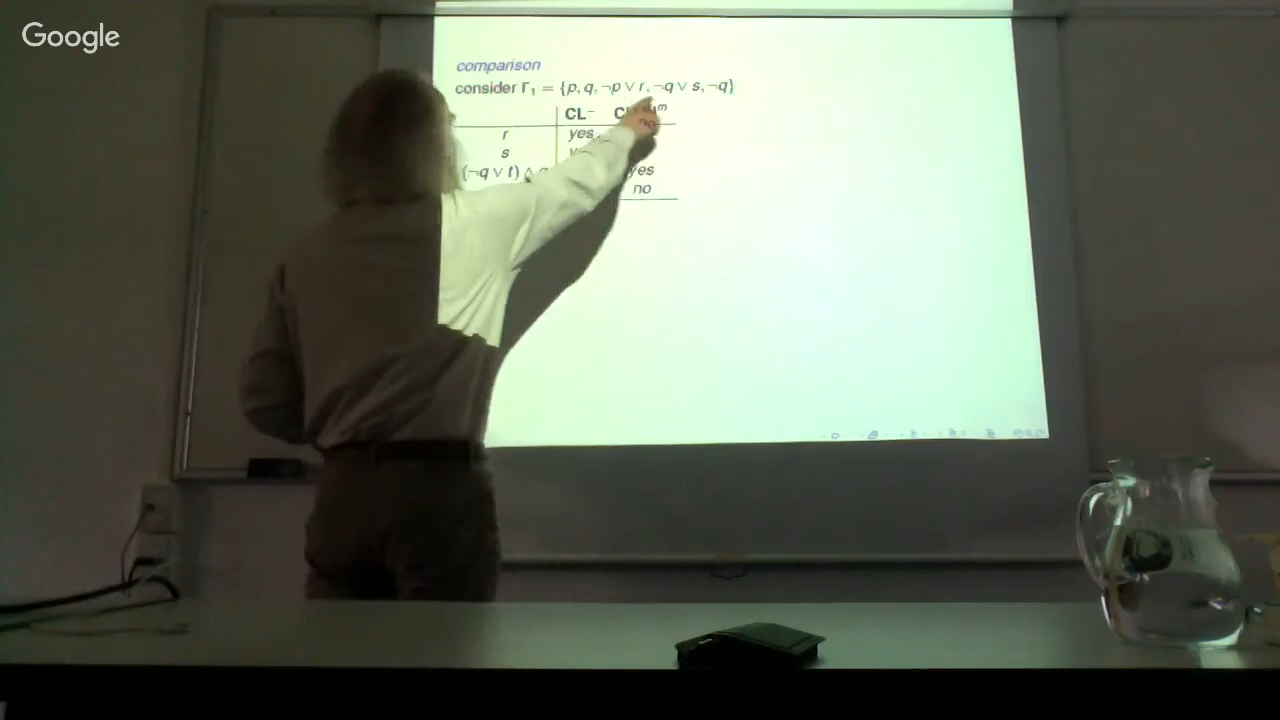 Google
comparison
consider Γ₁ = {p, q, ¬p ∨ r, ¬q ∨ s, ¬q}
CL⁻
r yes
s
(¬q ∨ t) ∧ yes
no